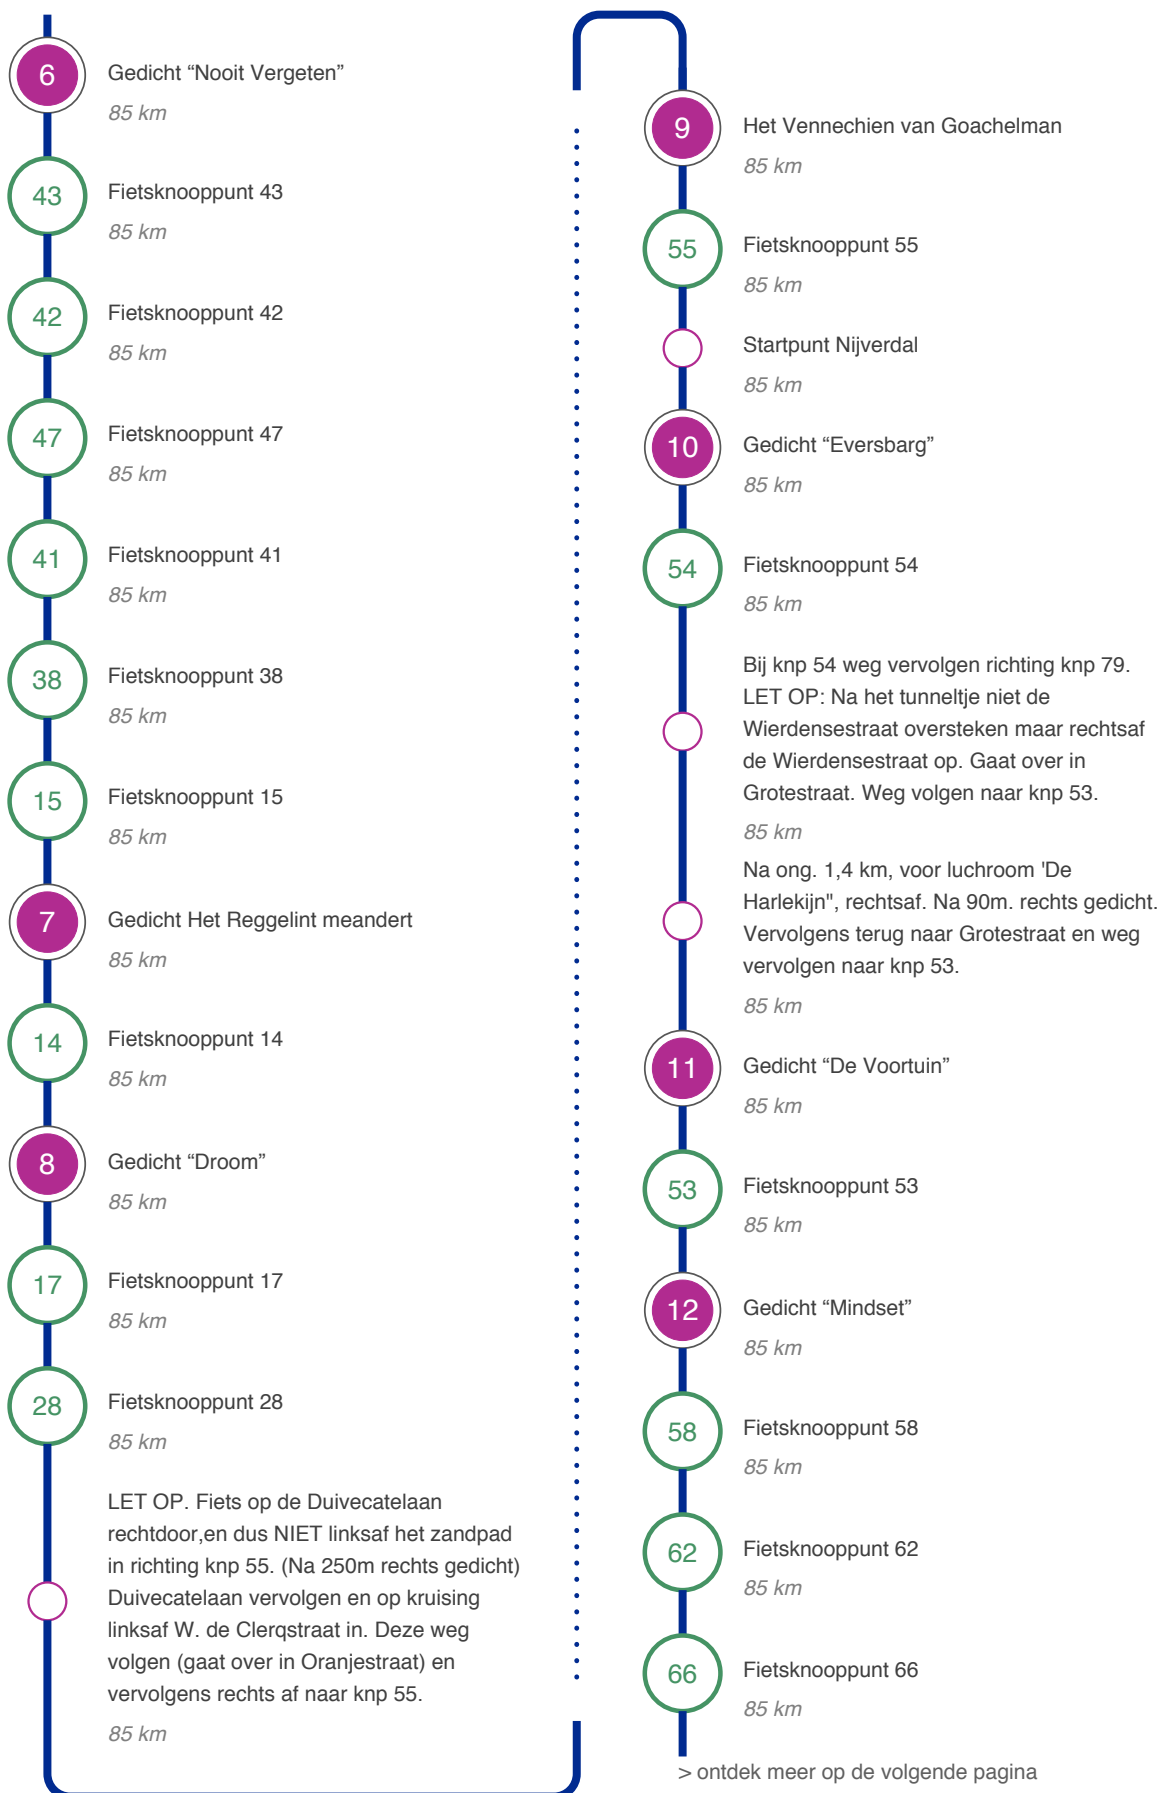 6
Gedicht “Nooit Vergeten”
85 km
43
Fietsknooppunt 43
85 km
42
Fietsknooppunt 42
85 km
47
Fietsknooppunt 47
85 km
41
Fietsknooppunt 41
85 km
38
Fietsknooppunt 38
85 km
15
Fietsknooppunt 15
85 km
7
Gedicht Het Reggelint meandert
85 km
14
Fietsknooppunt 14
85 km
8
Gedicht “Droom”
85 km
17
Fietsknooppunt 17
85 km
28
Fietsknooppunt 28
85 km
LET OP. Fiets op de Duivecatelaan
rechtdoor,en dus NIET linksaf het zandpad
in richting knp 55. (Na 250m rechts gedicht)
Duivecatelaan vervolgen en op kruising
linksaf W. de Clerqstraat in. Deze weg
volgen (gaat over in Oranjestraat) en
vervolgens rechts af naar knp 55.
85 km
9
Het Vennechien van Goachelman
85 km
55
Fietsknooppunt 55
85 km
Startpunt Nijverdal
85 km
10
Gedicht “Eversbarg”
85 km
54
Fietsknooppunt 54
85 km
Bij knp 54 weg vervolgen richting knp 79.
LET OP: Na het tunneltje niet de
Wierdensestraat oversteken maar rechtsaf
de Wierdensestraat op. Gaat over in
Grotestraat. Weg volgen naar knp 53.
85 km
Na ong. 1,4 km, voor luchroom 'De
Harlekijn", rechtsaf. Na 90m. rechts gedicht.
Vervolgens terug naar Grotestraat en weg
vervolgen naar knp 53.
85 km
11
Gedicht “De Voortuin”
85 km
53
Fietsknooppunt 53
85 km
12
Gedicht “Mindset”
85 km
58
Fietsknooppunt 58
85 km
62
Fietsknooppunt 62
85 km
66
Fietsknooppunt 66
85 km
> ontdek meer op de volgende pagina